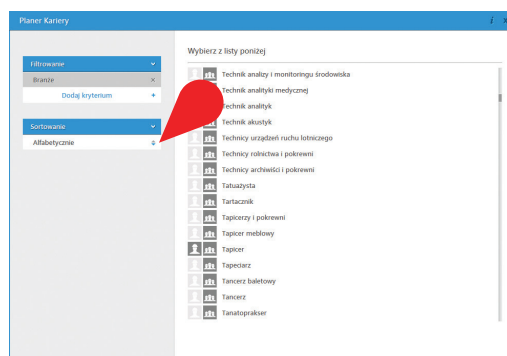 Planer Kariery
i ×
Filtrowanie
Branże ×
Dodaj kryterium +
Sortowanie
Alfabetycznie
Wybierz z listy poniżej
Technik analizy i monitoringu środowiska
Technik analityki medycznej
Technik analityk
Technik akustyk
Technicy urządzeń ruchu lotniczego
Technicy rolnictwa i pokrewni
Technicy archiwiści i pokrewni
Tatuażysta
Tartacznik
Tapicerzy i pokrewni
Tapicer meblowy
Tapicer
Tapeciarz
Tancerz baletowy
Tancerz
Tanatoprakser